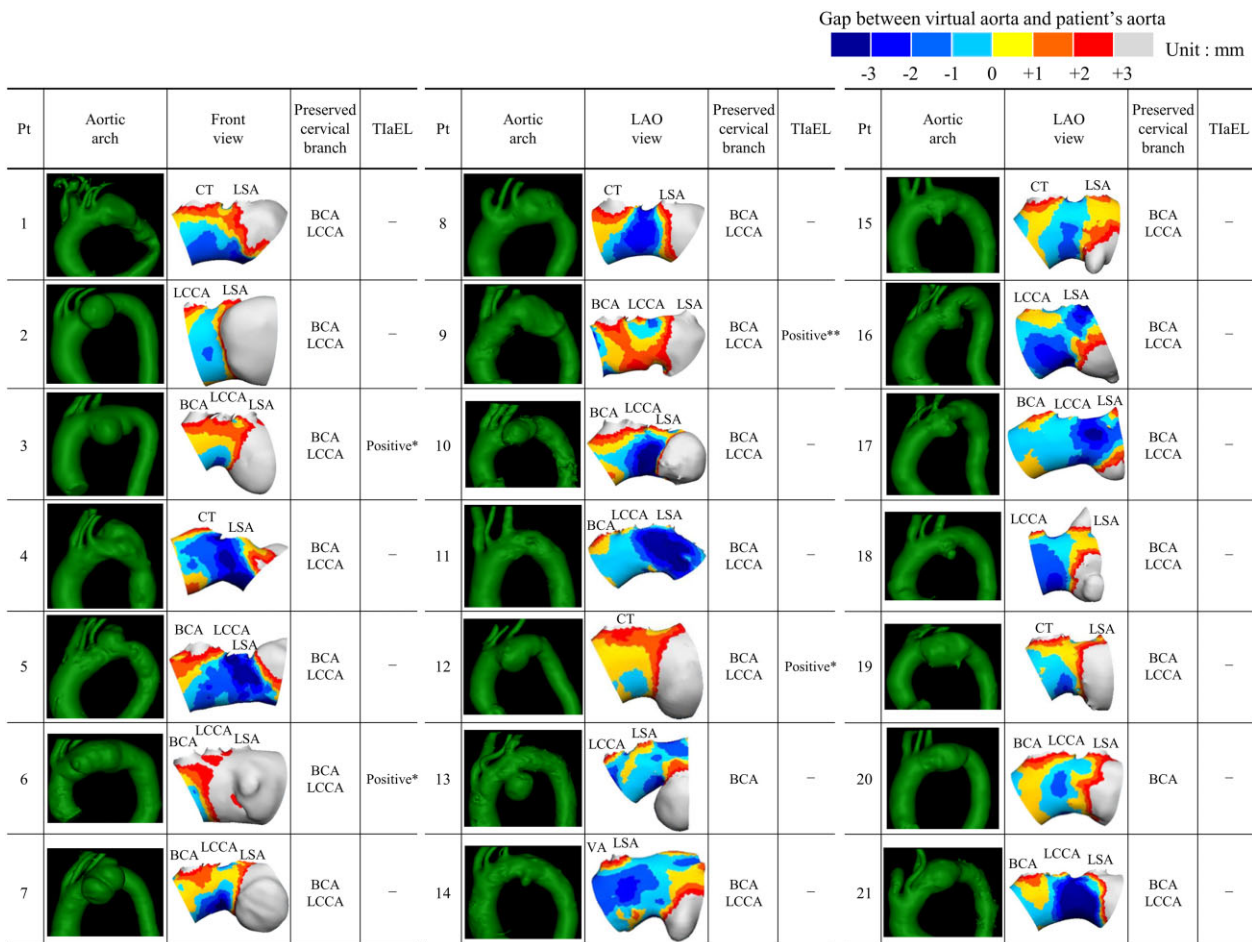 Gap between virtual aorta and patient's aorta
Unit : mm
-3 -2 -1 0 +1 +2 +3
Pt Aortic arch Front view Preserved cervical branch TIaEL
Pt Aortic arch LAO view Preserved cervical branch TIaEL
Pt Aortic arch LAO view Preserved cervical branch TIaEL
1 CT LSA BCA LCCA –
2 LCCA LSA BCA LCCA –
3 BCA LCCA LSA BCA LCCA Positive*
4 CT LSA BCA LCCA –
5 BCA LCCA LSA BCA LCCA –
6 BCA LCCA LSA BCA LCCA Positive*
7 BCA LCCA LSA BCA LCCA –
8 CT LSA BCA LCCA –
9 BCA LCCA LSA BCA LCCA Positive**
10 BCA LCCA LSA BCA LCCA –
11 BCA LCCA LSA BCA LCCA –
12 CT BCA LCCA Positive*
13 LCCA LSA BCA –
14 VA LSA BCA LCCA –
15 CT LSA BCA LCCA –
16 LCCA LSA BCA LCCA –
17 BCA LCCA LSA BCA LCCA –
18 LCCA LSA BCA LCCA –
19 CT LSA BCA LCCA –
20 BCA LCCA LSA BCA –
21 BCA LCCA LSA BCA LCCA –